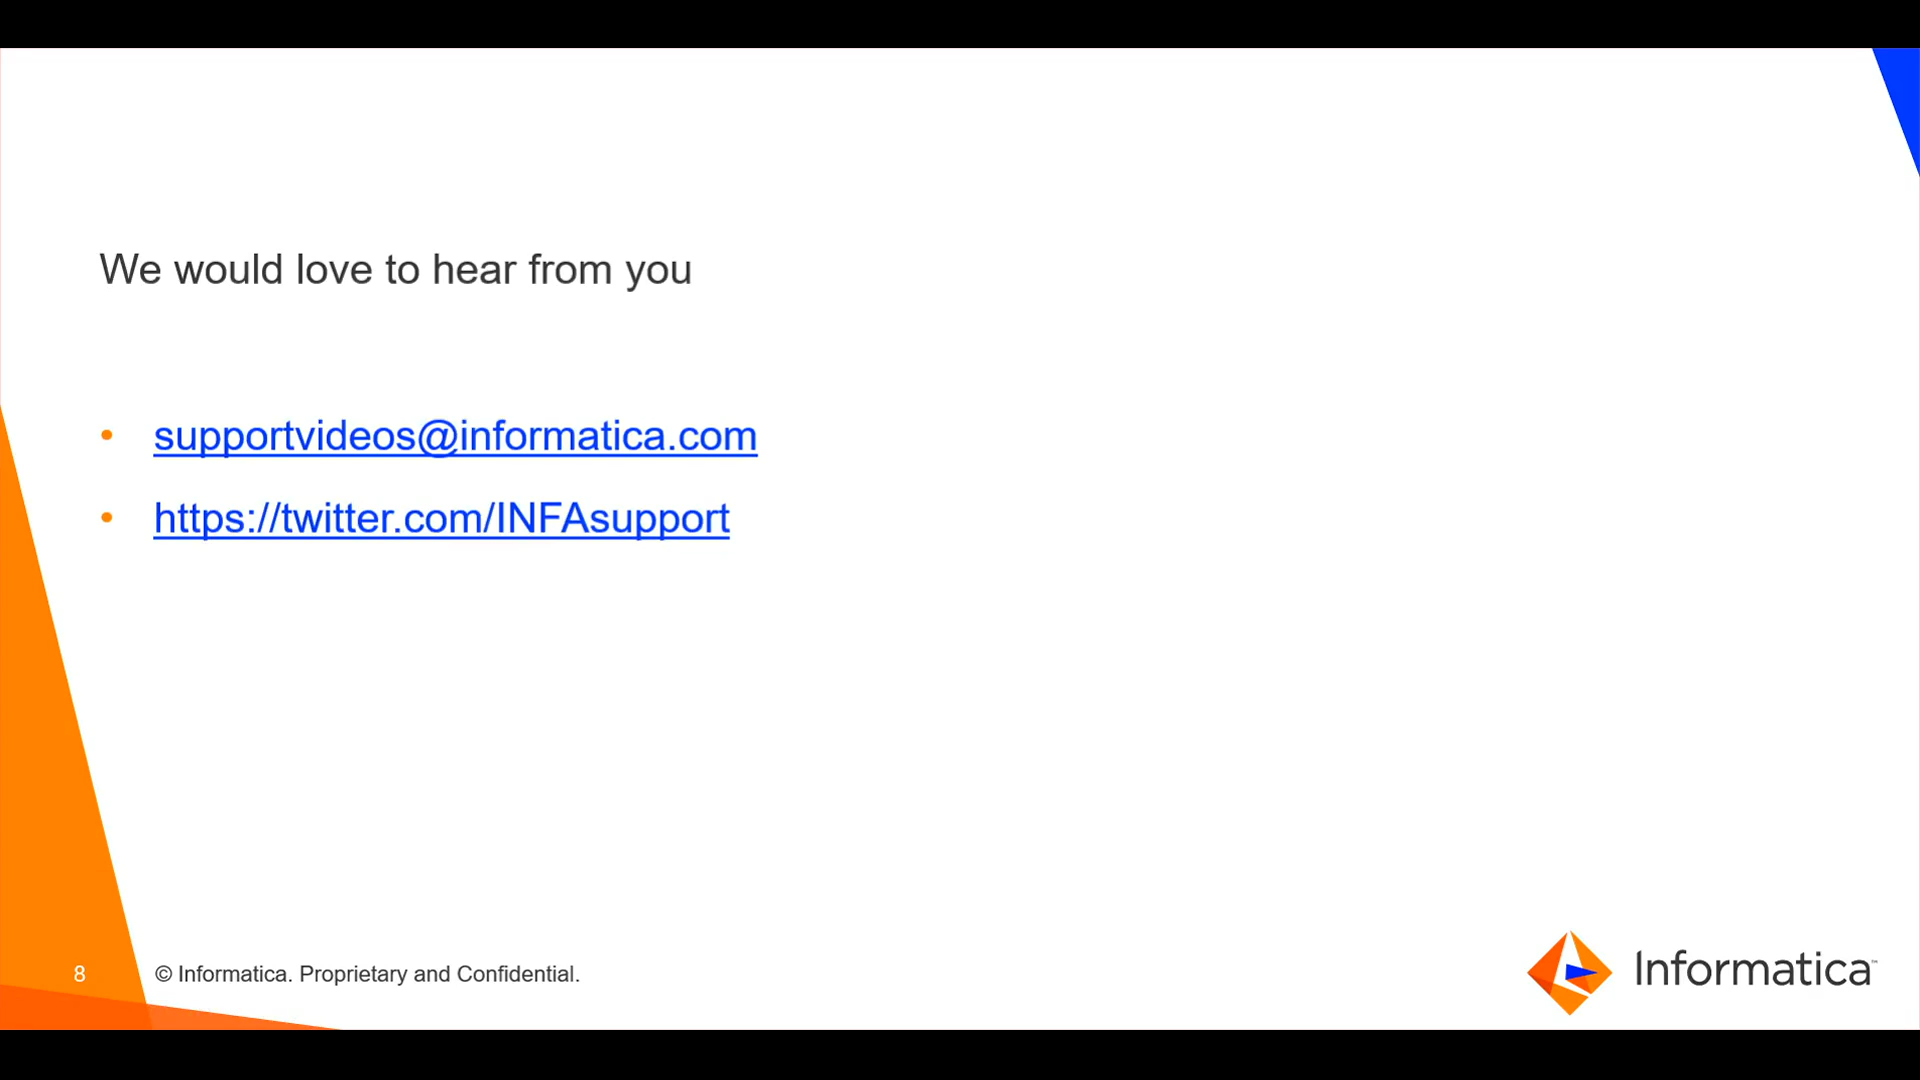 We would love to hear from you
• supportvideos@informatica.com
• https://twitter.com/INFAsupport
8 © Informatica. Proprietary and Confidential.
Informatica™